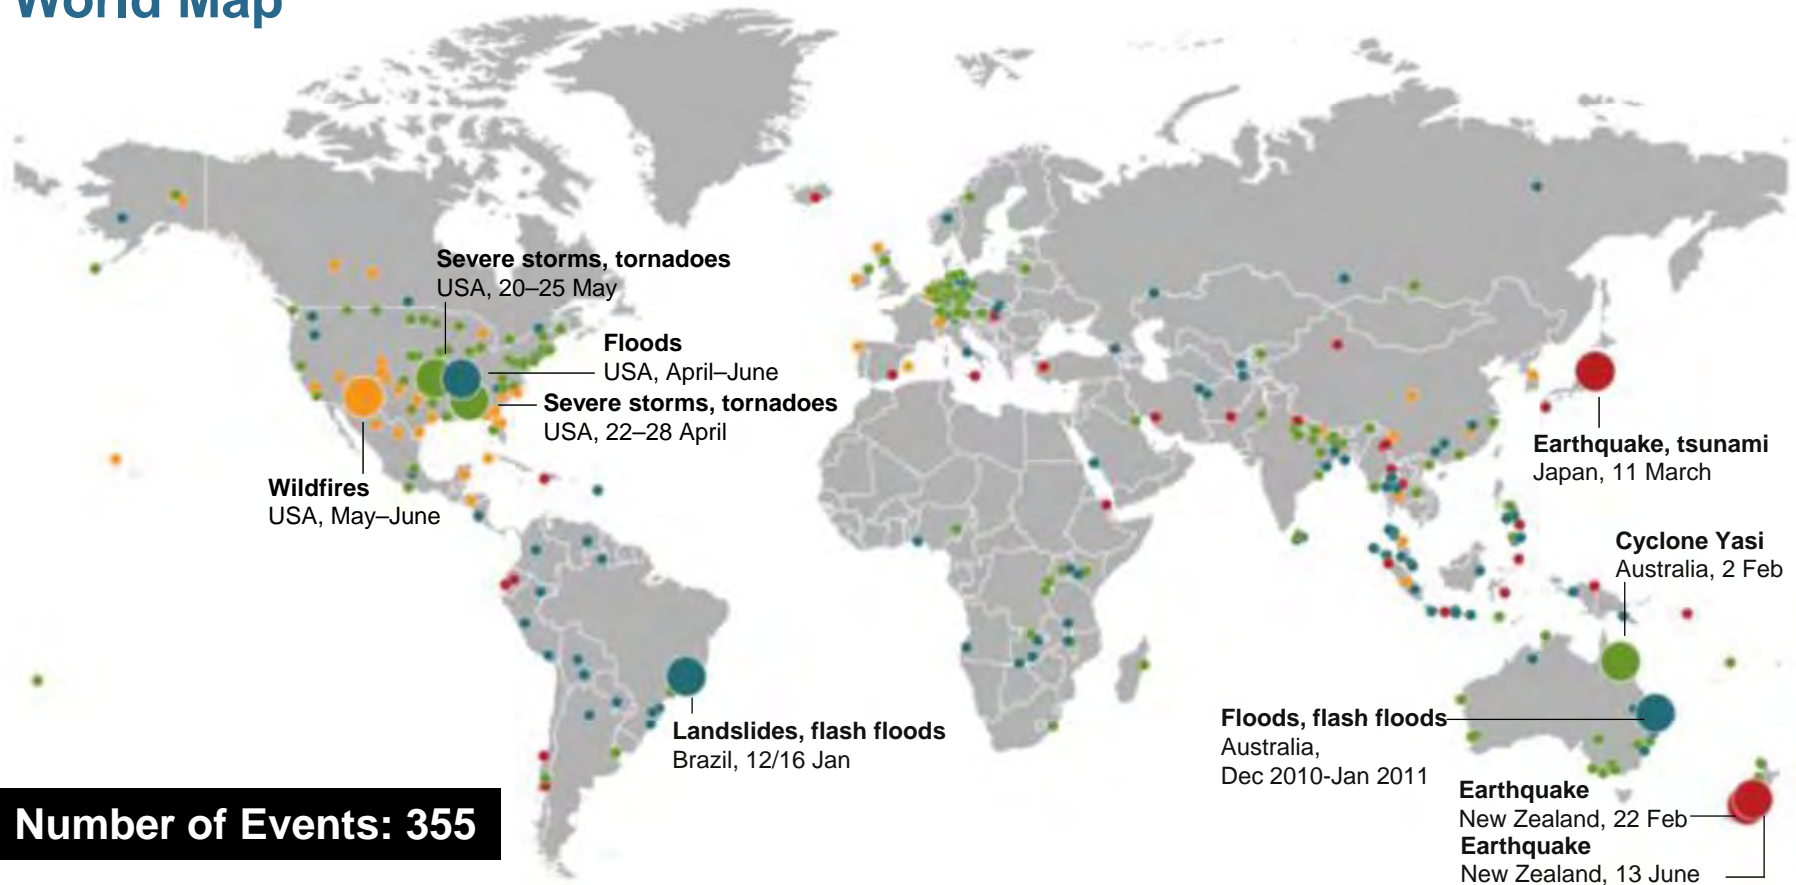 World Map
Severe storms, tornadoes
USA, 20–25 May
Floods
USA, April–June
Severe storms, tornadoes
USA, 22–28 April
Wildfires
USA, May–June
Earthquake, tsunami
Japan, 11 March
Cyclone Yasi
Australia, 2 Feb
Landslides, flash floods
Brazil, 12/16 Jan
Floods, flash floods
Australia,
Dec 2010-Jan 2011
Earthquake
New Zealand, 22 Feb
Earthquake
New Zealand, 13 June
Number of Events: 355